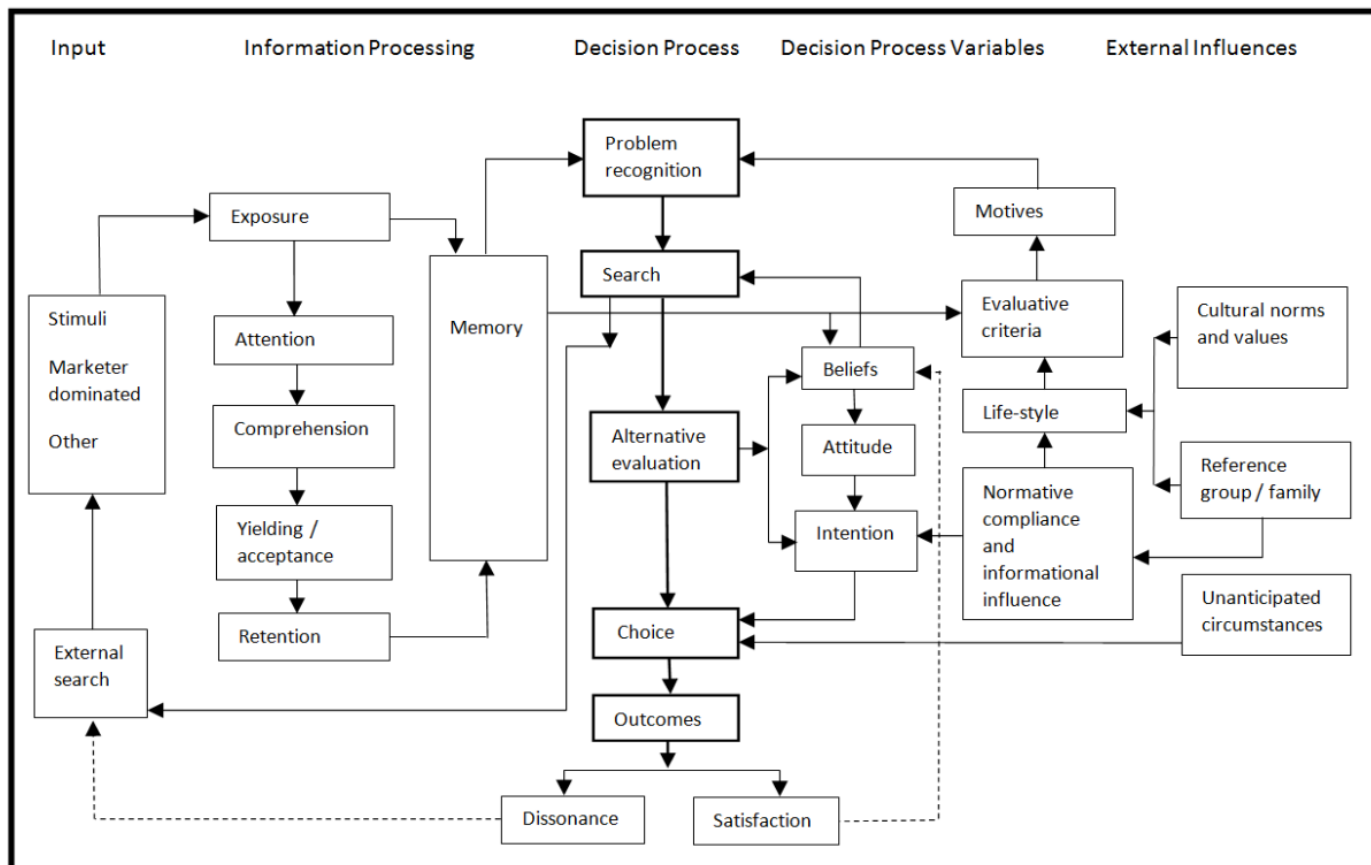 Input
Information Processing
Decision Process
Decision Process Variables
External Influences
Problem
recognition
Exposure
Motives
Search
Stimuli
Marketer
dominated
Other
Memory
Evaluative
criteria
Cultural norms
and values
Attention
Beliefs
Comprehension
Alternative
evaluation
Attitude
Life-style
Reference
group / family
Yielding /
acceptance
Intention
Normative
compliance
and
informational
influence
Unanticipated
circumstances
Retention
Choice
External
search
Outcomes
Dissonance
Satisfaction